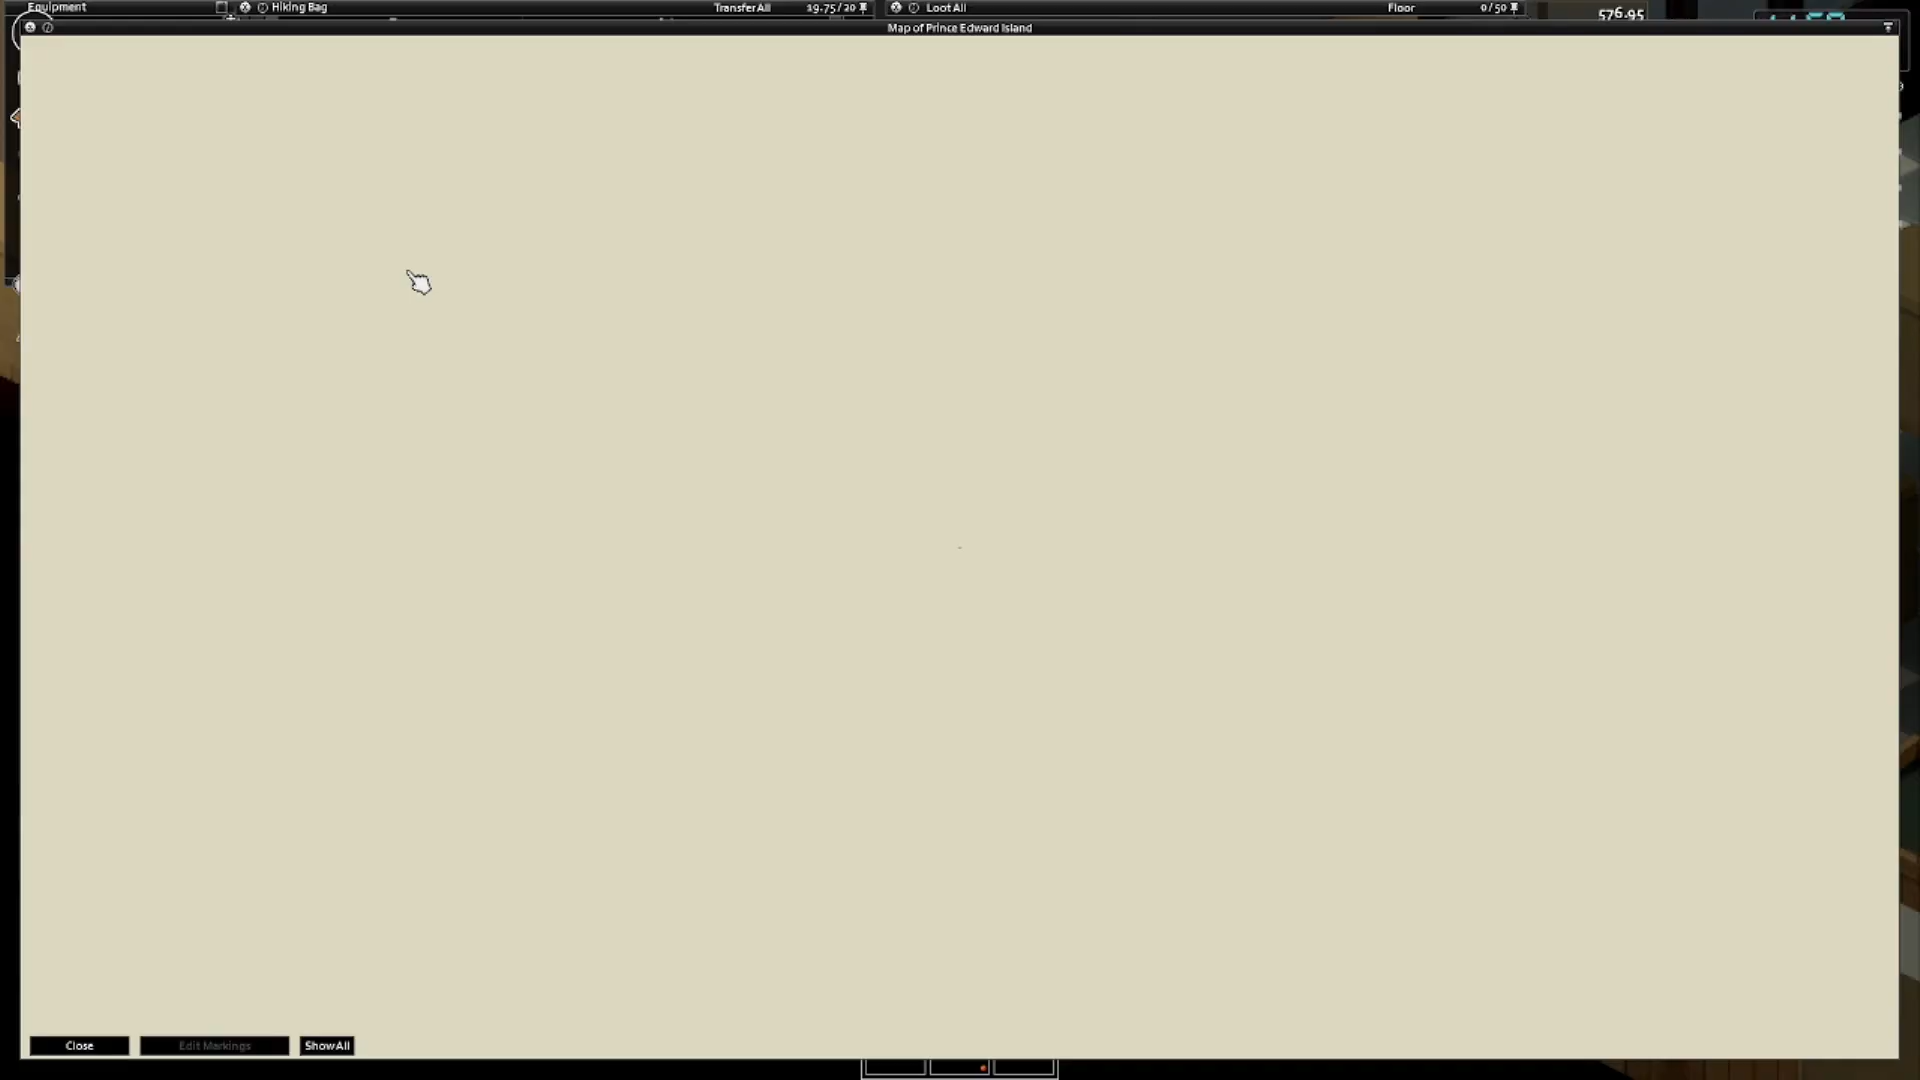 Equipment
Hiking Bag
Transfer All
19.75 / 20
Loot All
Floor
0 / 50
576.95
Map of Prince Edward Island
Close
Edit Markings
Show All